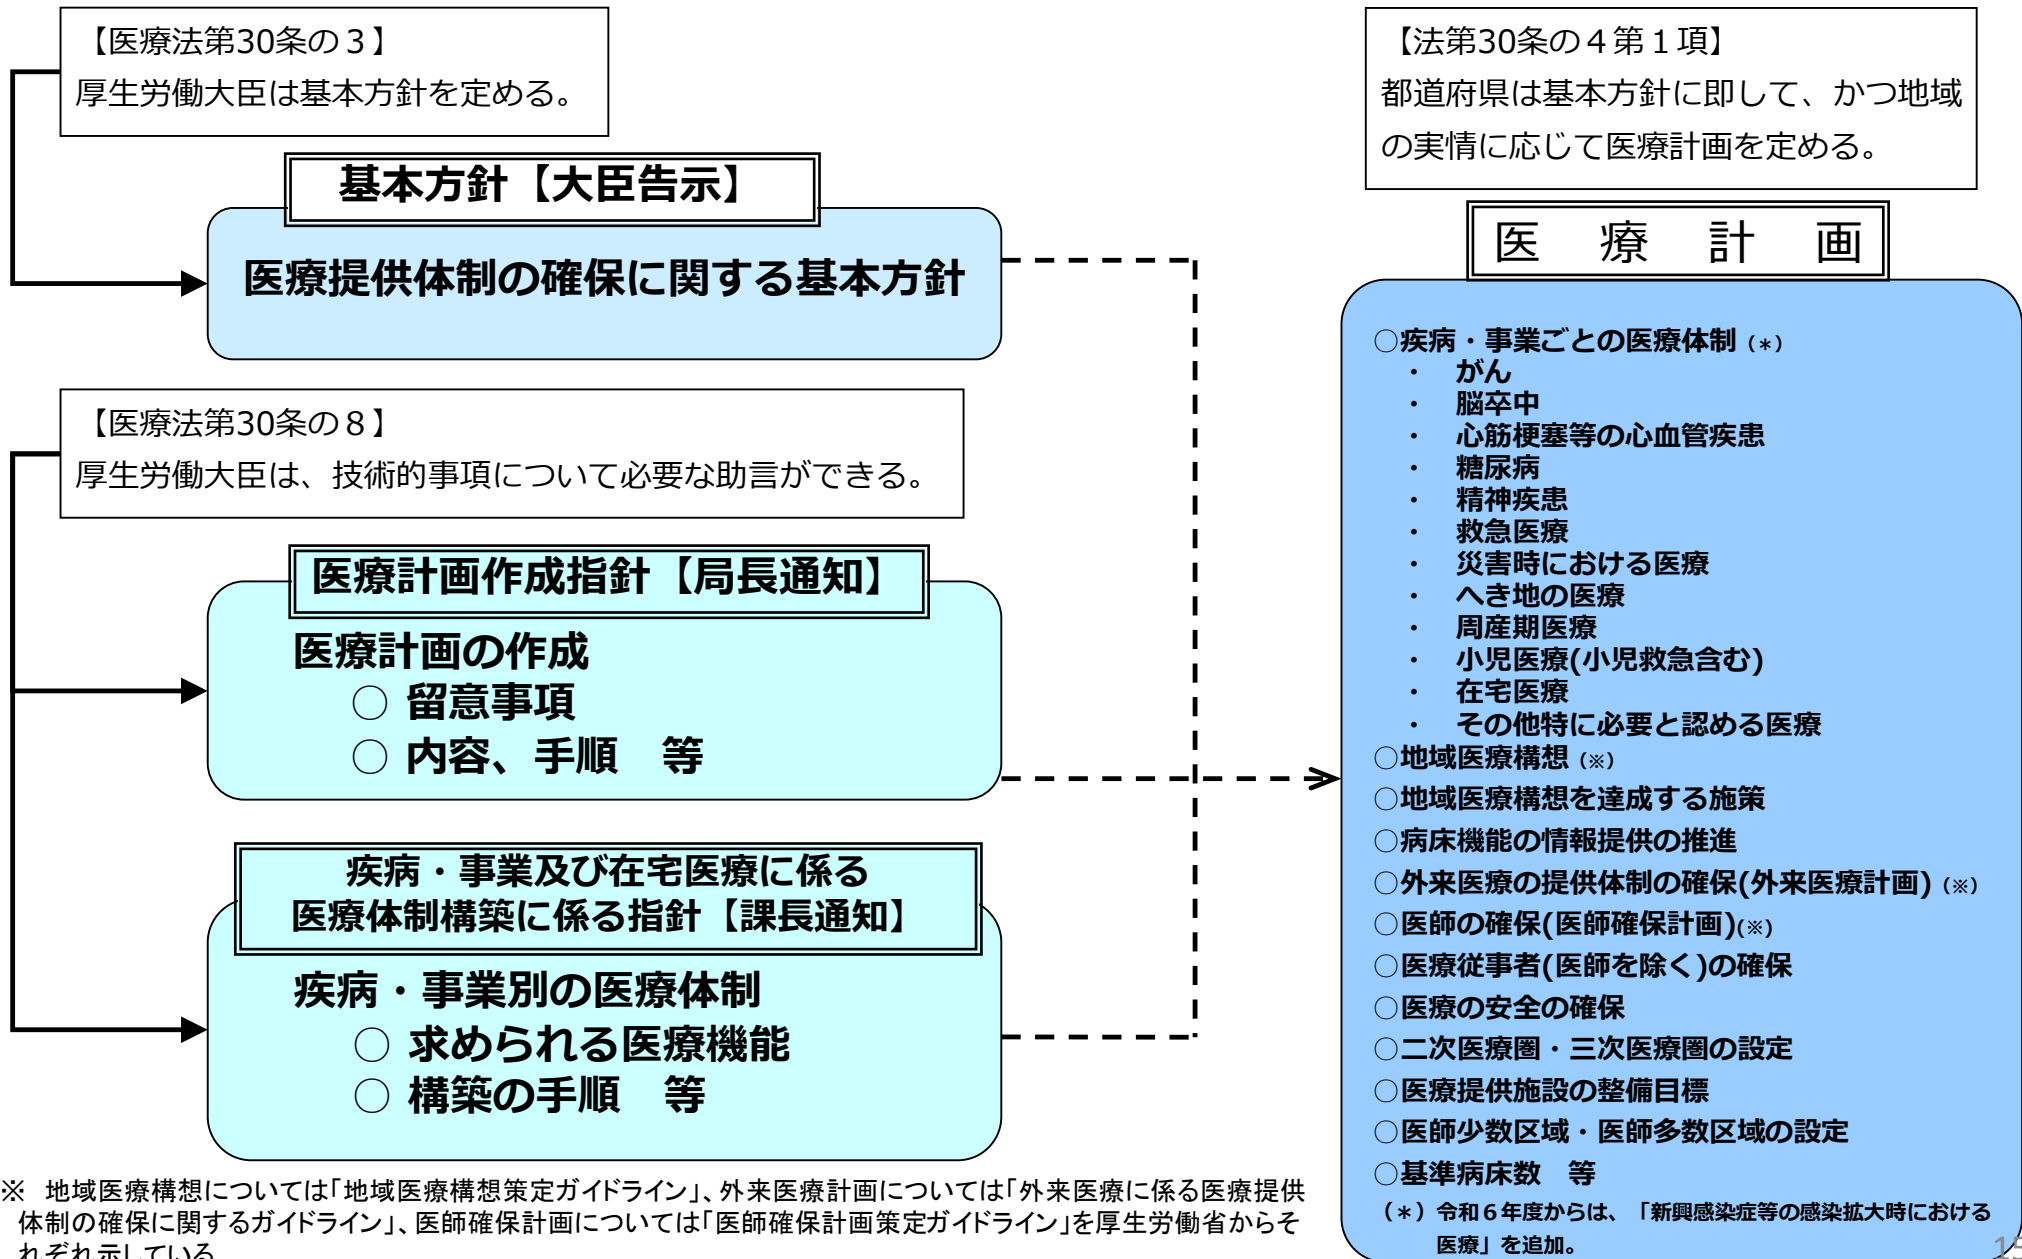 【医療法第30条の３】
厚生労働大臣は基本方針を定める。
基本方針【大臣告示】
医療提供体制の確保に関する基本方針
【医療法第30条の８】
厚生労働大臣は、技術的事項について必要な助言ができる。
医療計画作成指針【局長通知】
医療計画の作成
○ 留意事項
○ 内容、手順　等
疾病・事業及び在宅医療に係る
医療体制構築に係る指針【課長通知】
疾病・事業別の医療体制
○ 求められる医療機能
○ 構築の手順　等
※　地域医療構想については「地域医療構想策定ガイドライン」、外来医療計画については「外来医療に係る医療提供
体制の確保に関するガイドライン」、医師確保計画については「医師確保計画策定ガイドライン」を厚生労働省からそ
れぞれ示している
【法第30条の４第１項】
都道府県は基本方針に即して、かつ地域
の実情に応じて医療計画を定める。
医　療　計　画
○疾病・事業ごとの医療体制（＊）
・　がん
・　脳卒中
・　心筋梗塞等の心血管疾患
・　糖尿病
・　精神疾患
・　救急医療
・　災害時における医療
・　へき地の医療
・　周産期医療
・　小児医療(小児救急含む)
・　在宅医療
・　その他特に必要と認める医療
○地域医療構想（※）
○地域医療構想を達成する施策
○病床機能の情報提供の推進
○外来医療の提供体制の確保(外来医療計画)（※）
○医師の確保(医師確保計画)(※)
○医療従事者(医師を除く)の確保
○医療の安全の確保
○二次医療圏・三次医療圏の設定
○医療提供施設の整備目標
○医師少数区域・医師多数区域の設定
○基準病床数　等
（＊）令和６年度からは、「新興感染症等の感染拡大時における
医療」を追加。